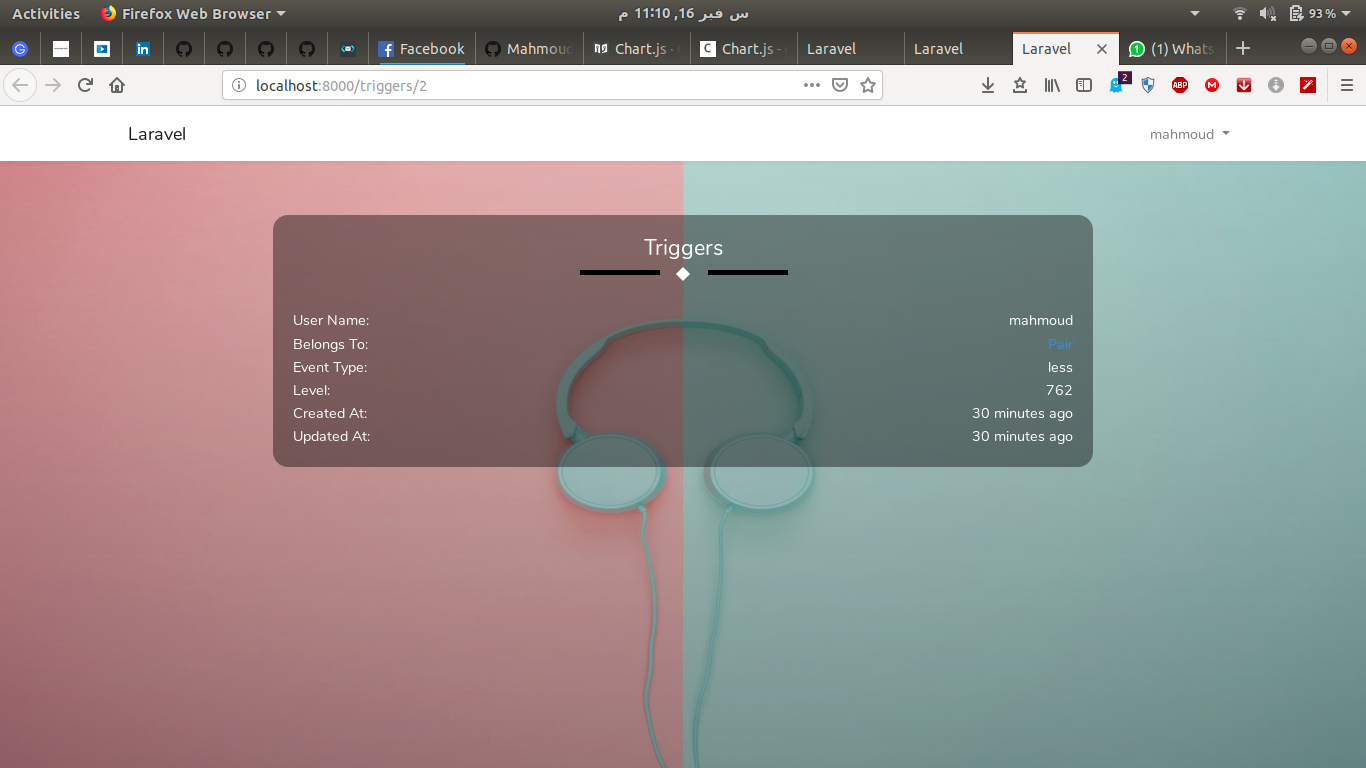 Activities Firefox Web Browser س فبر 16, 11:10 م 93 %
Facebook Mahmoud Chart.js · Chart.js - Laravel Laravel Laravel (1) Whats
localhost:8000/triggers/2 ••• 2 ABP
Laravel mahmoud
Triggers
User Name: mahmoud
Belongs To: Pair
Event Type: less
Level: 762
Created At: 30 minutes ago
Updated At: 30 minutes ago